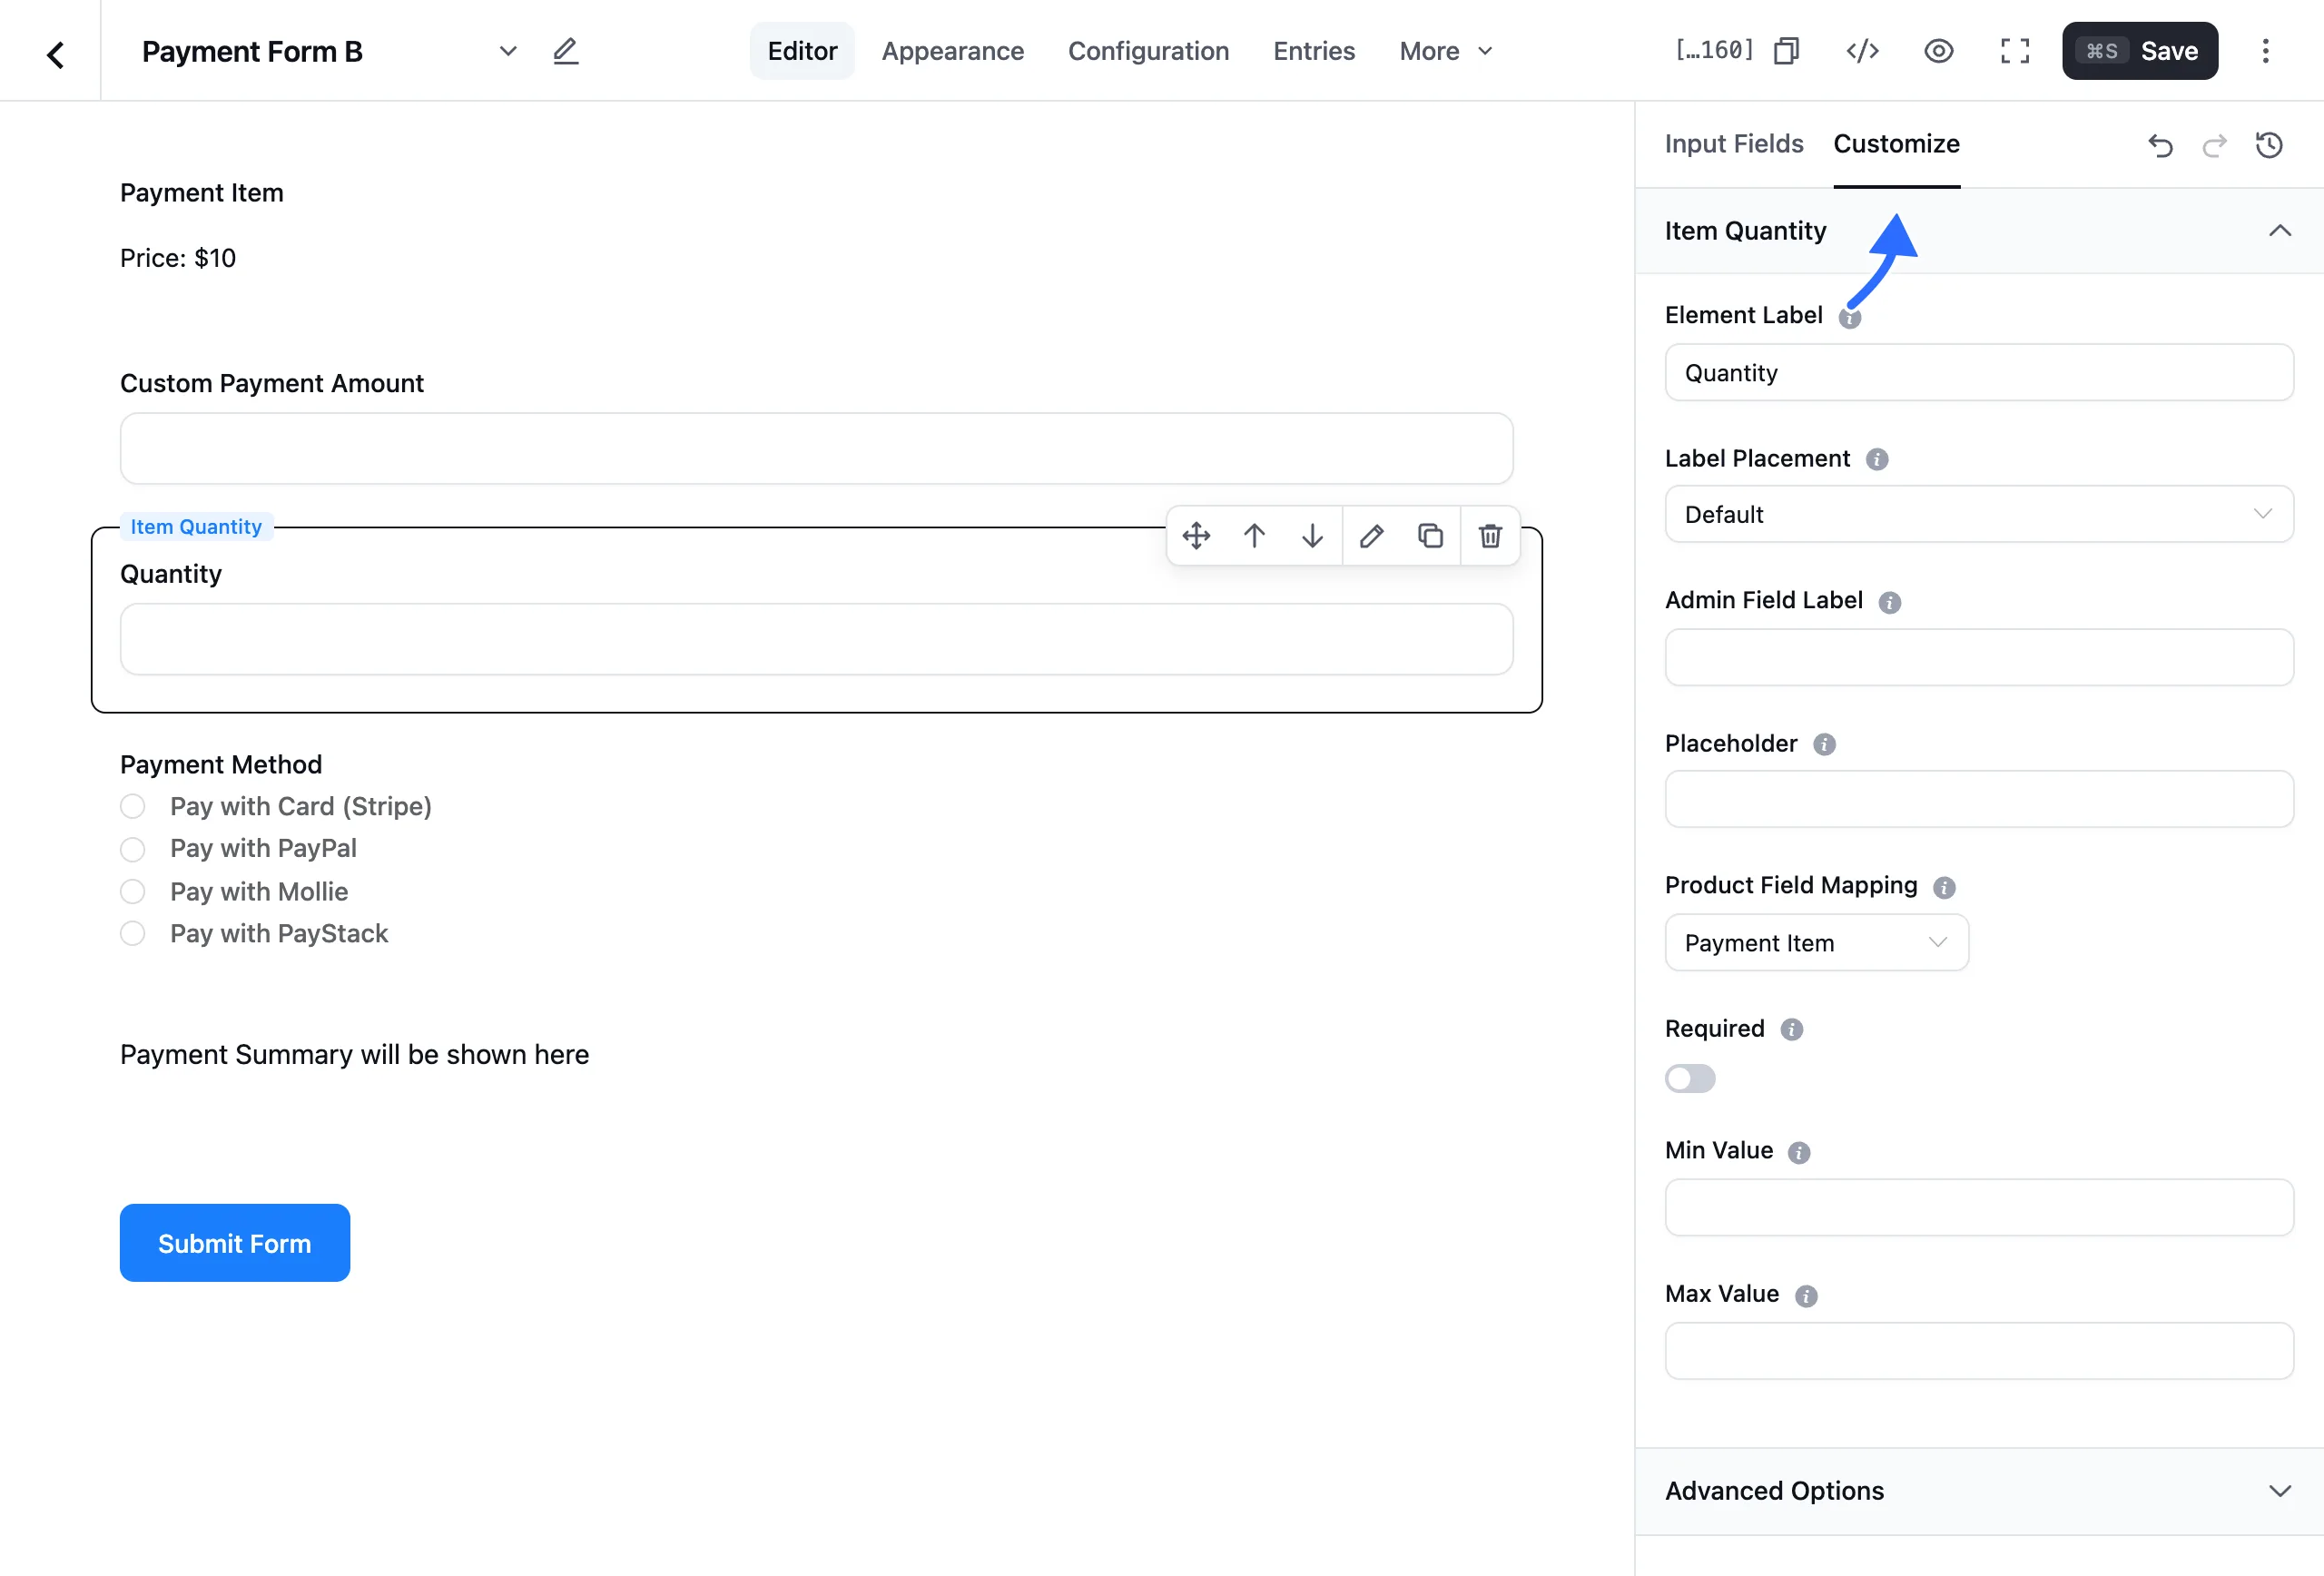 Payment Form B
Editor
Appearance
Configuration
Entries
More
[…160]
⌘S Save
Input Fields
Customize
Payment Item
Price: $10
Custom Payment Amount
Item Quantity
Quantity
Payment Method
Pay with Card (Stripe)
Pay with PayPal
Pay with Mollie
Pay with PayStack
Payment Summary will be shown here
Submit Form
Item Quantity
Element Label
Quantity
Label Placement
Default
Admin Field Label
Placeholder
Product Field Mapping
Payment Item
Required
Min Value
Max Value
Advanced Options